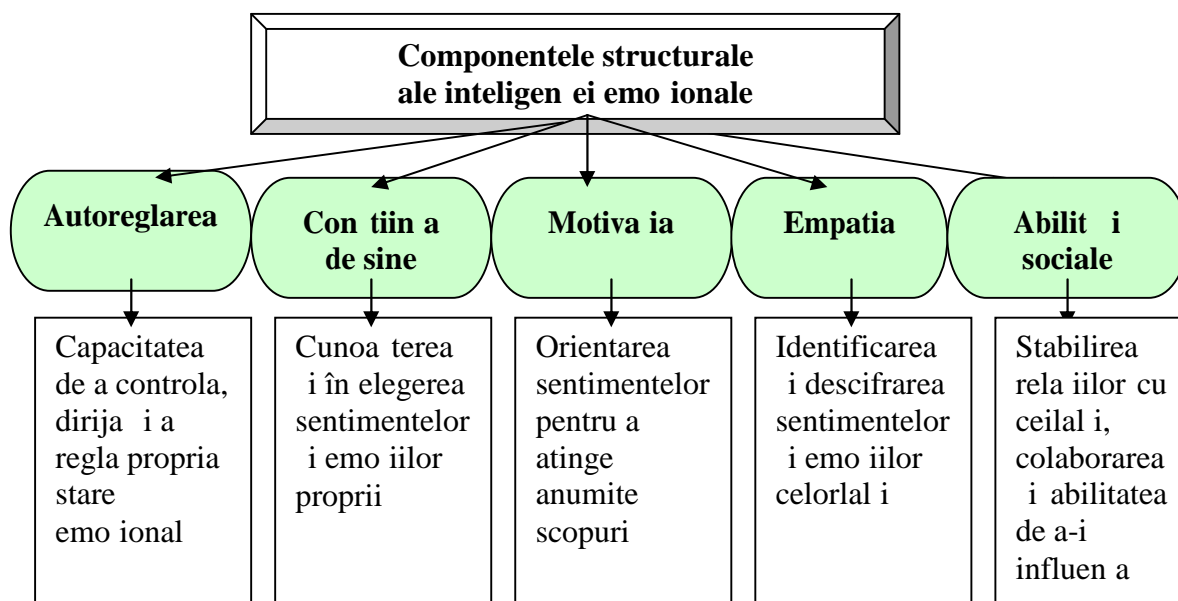 Componentele structurale
ale inteligen ei emo ionale
Autoreglarea
Con tiin a
de sine
Motiva ia
Empatia
Abilit i
sociale
Capacitatea
de a controla,
dirija i a
regla propria
stare
emo ional
Cunoa terea
i în elegerea
sentimentelor
i emo iilor
proprii
Orientarea
sentimentelor
pentru a
atinge
anumite
scopuri
Identificarea
i descifrarea
sentimentelor
i emo iilor
celorlal i
Stabilirea
rela iilor cu
ceilal i,
colaborarea
i abilitatea
de a-i
influen a